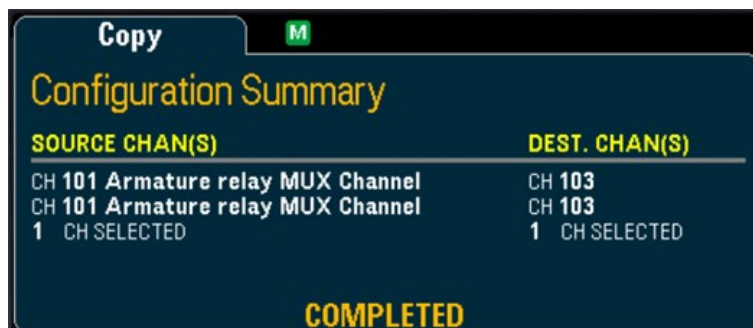 Copy M
Configuration Summary
SOURCE CHAN(S) DEST. CHAN(S)
CH 101 Armature relay MUX Channel CH 103
CH 101 Armature relay MUX Channel CH 103
1 CH SELECTED 1 CH SELECTED
COMPLETED